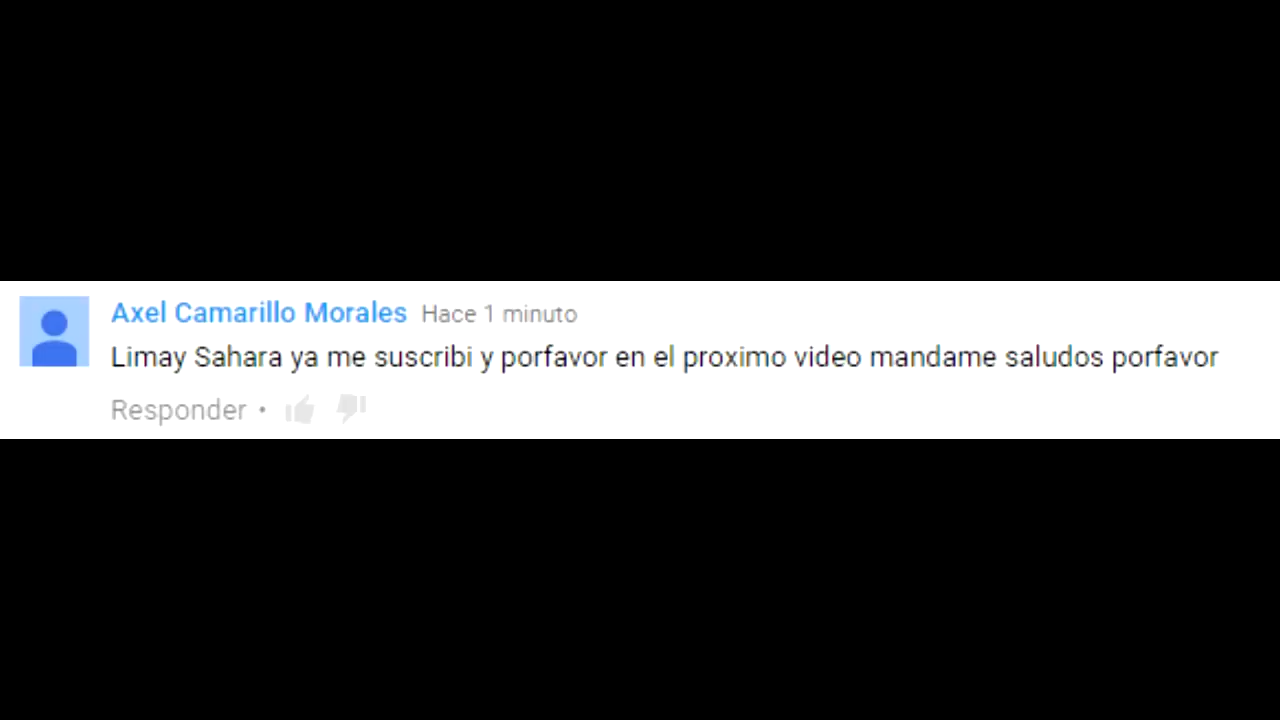 Axel Camarillo Morales Hace 1 minuto
Limay Sahara ya me suscribi y porfavor en el proximo video mandame saludos porfavor
Responder •